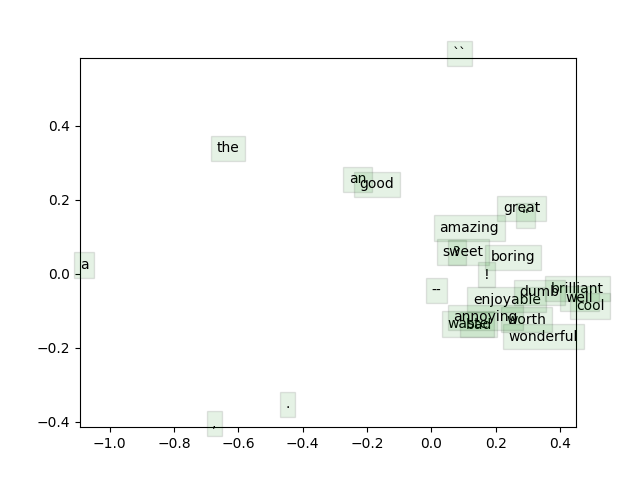 ``
0.4
the
0.2
an
good
great
amazing
sweet
boring
0.0
a
!
--
dumb
brilliant
well
enjoyable
cool
annoying
worth
waste
bad
wonderful
−0.2
.
−0.4
,
−1.0 −0.8 −0.6 −0.4 −0.2 0.0 0.2 0.4